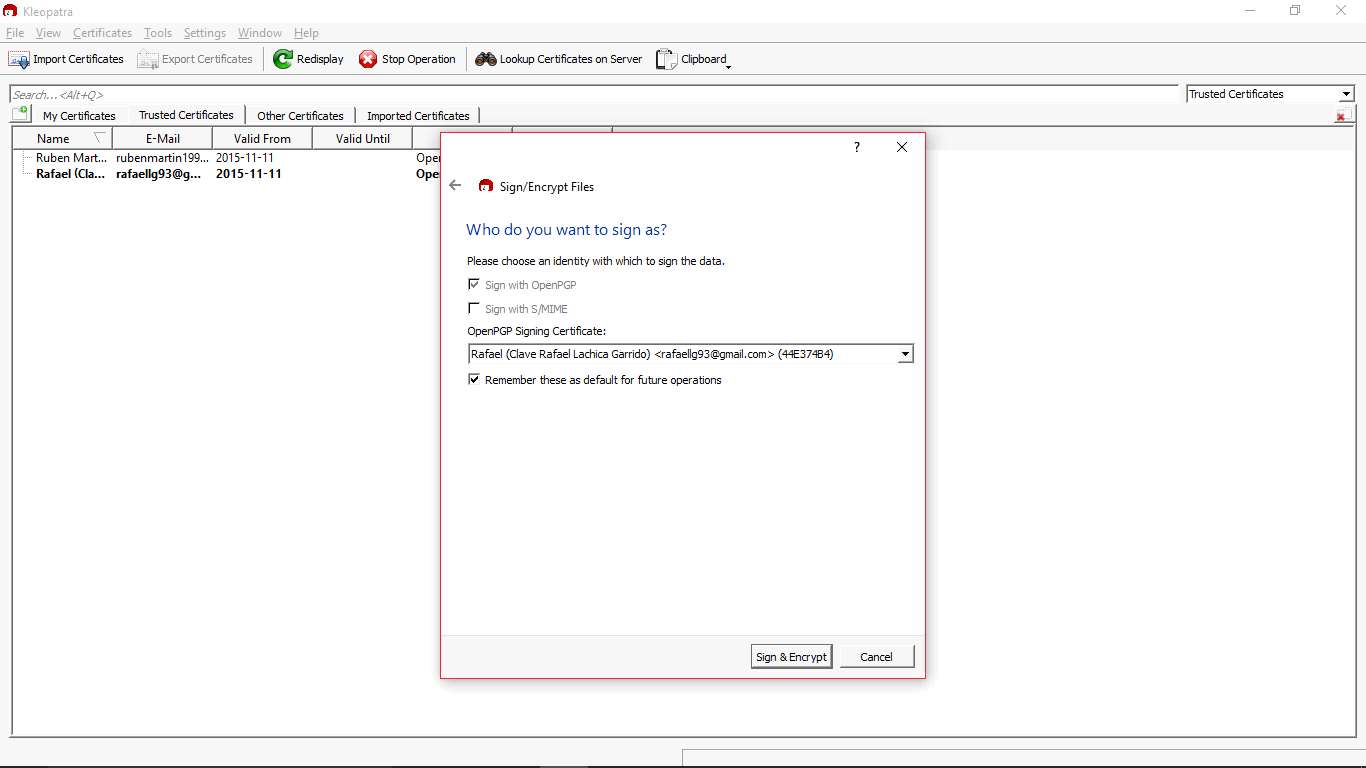 Kleopatra
File View Certificates Tools Settings Window Help
Import Certificates Export Certificates Redisplay Stop Operation Lookup Certificates on Server Clipboard
Search...<Alt+Q> Trusted Certificates
My Certificates Trusted Certificates Other Certificates Imported Certificates
Name E-Mail Valid From Valid Until
Ruben Mart... rubenmartin199... 2015-11-11 Ope
Rafael (Cla... rafaellg93@g... 2015-11-11 Ope
?
Sign/Encrypt Files
Who do you want to sign as?
Please choose an identity with which to sign the data.
Sign with OpenPGP
Sign with S/MIME
OpenPGP Signing Certificate:
Rafael (Clave Rafael Lachica Garrido) <rafaellg93@gmail.com> (44E374B4)
Remember these as default for future operations
Sign & Encrypt Cancel